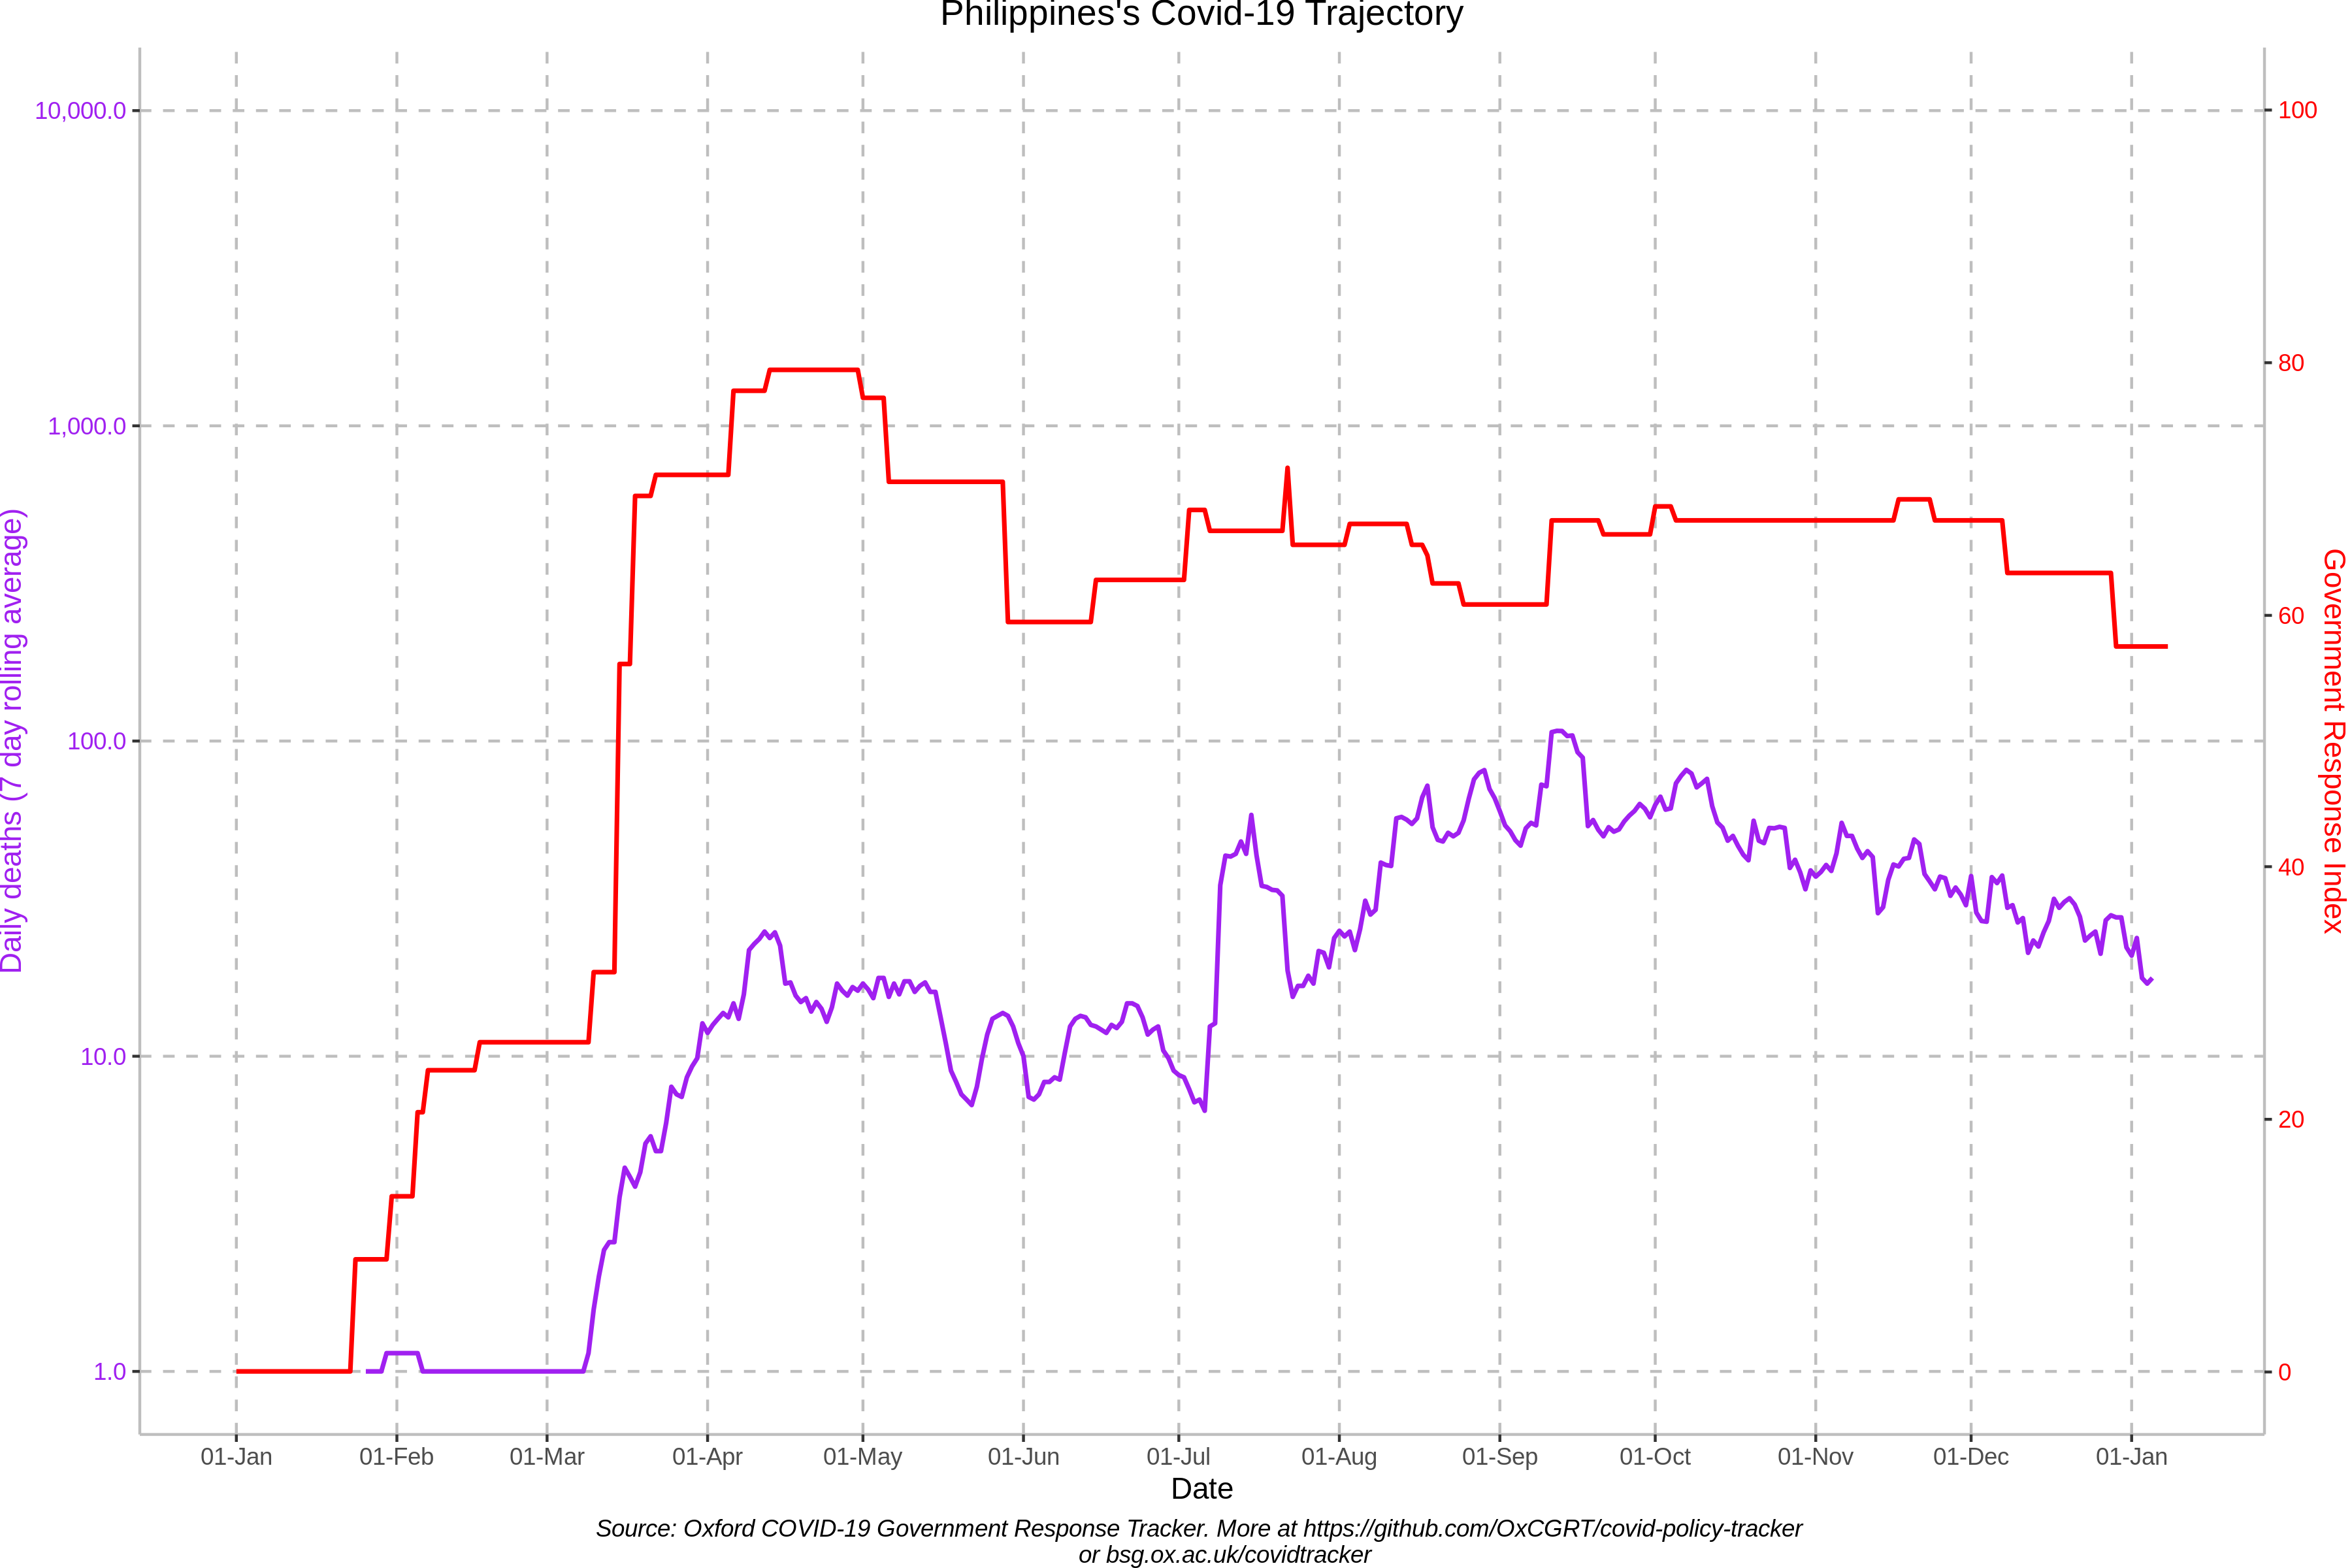 Philippines's Covid-19 Trajectory
10,000.0
1,000.0
100.0
10.0
1.0
Daily deaths (7 day rolling average)
100
80
60
40
20
0
Government Response Index
01-Jan 01-Feb 01-Mar 01-Apr 01-May 01-Jun 01-Jul 01-Aug 01-Sep 01-Oct 01-Nov 01-Dec 01-Jan
Date
Source: Oxford COVID-19 Government Response Tracker. More at https://github.com/OxCGRT/covid-policy-tracker
or bsg.ox.ac.uk/covidtracker